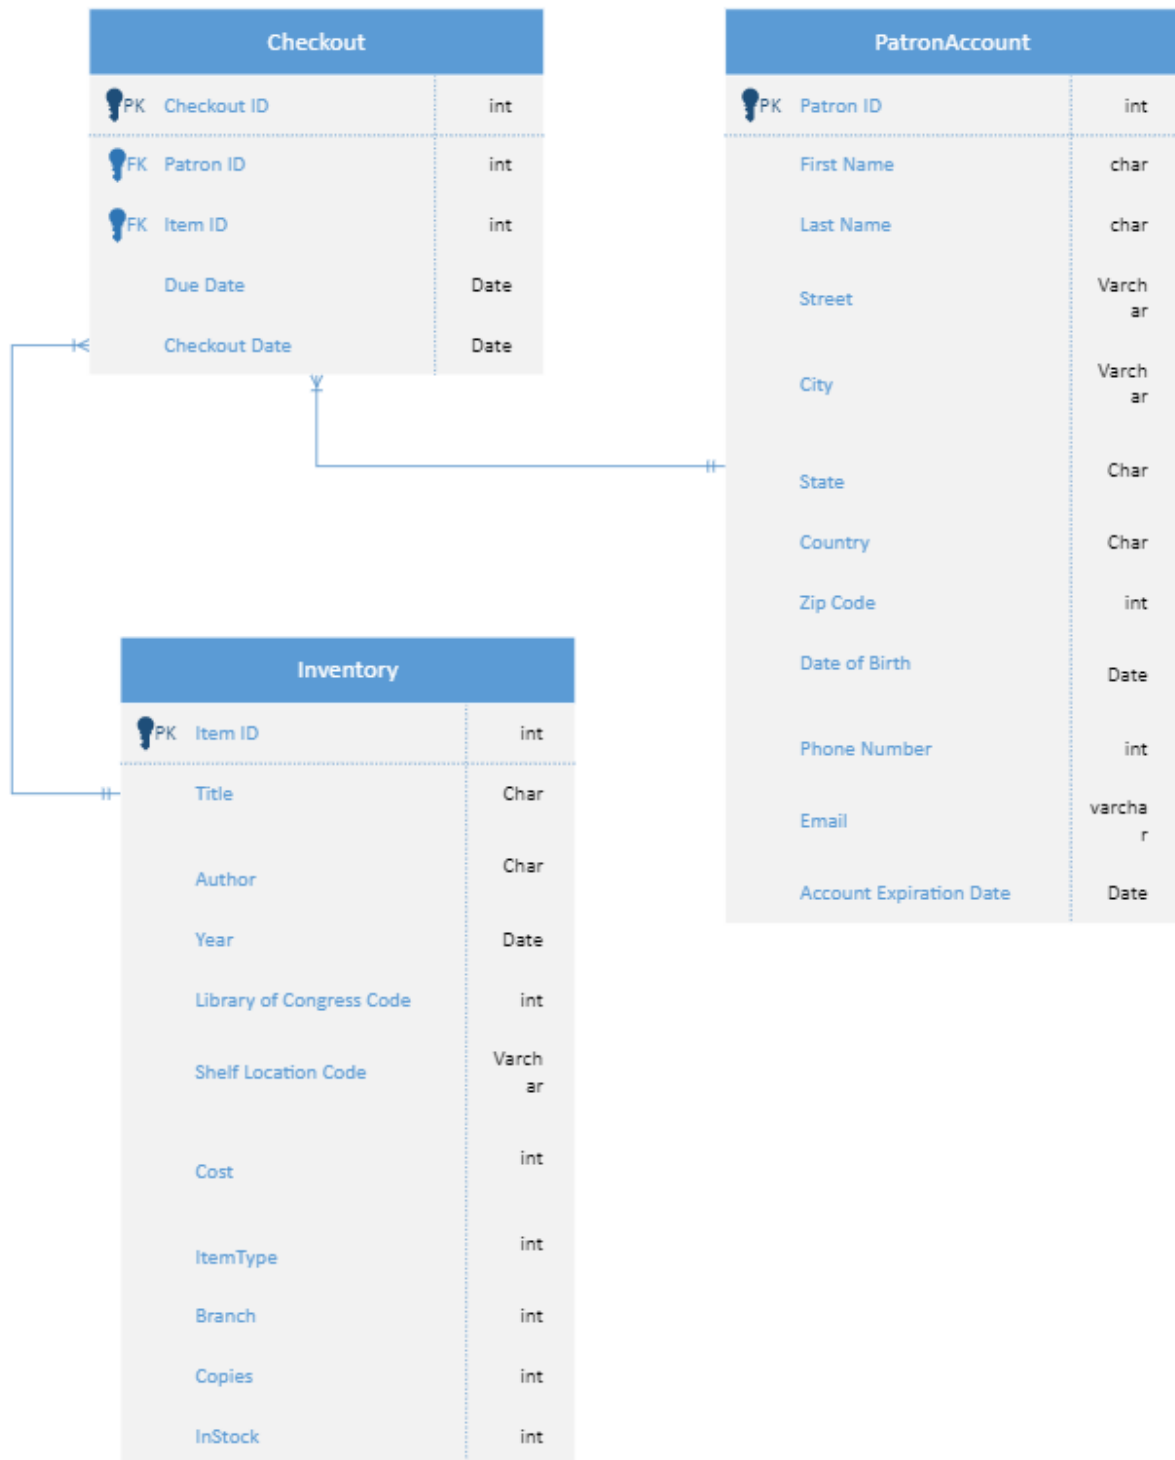 Checkout
PK Checkout ID int
FK Patron ID int
FK Item ID int
Due Date Date
Checkout Date Date
PatronAccount
PK Patron ID int
First Name char
Last Name char
Street Varch
ar
City Varch
ar
State Char
Country Char
Zip Code int
Date of Birth Date
Phone Number int
Email varcha
r
Account Expiration Date Date
Inventory
PK Item ID int
Title Char
Author Char
Year Date
Library of Congress Code int
Shelf Location Code Varch
ar
Cost int
ItemType int
Branch int
Copies int
InStock int